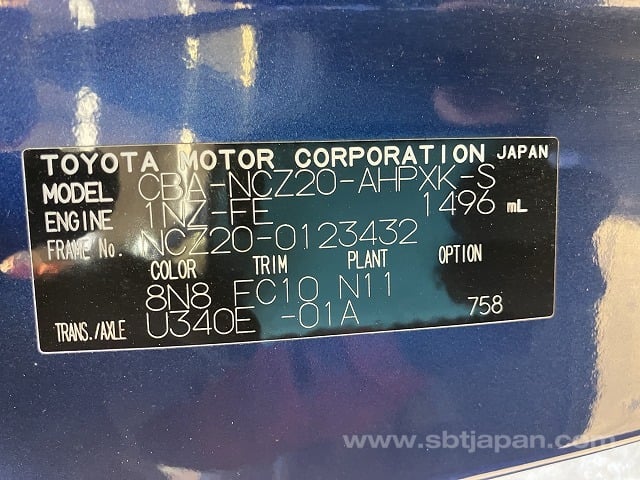 TOYOTA MOTOR CORPORATION JAPAN
MODEL CBA-NCZ20-AHPXK-S
ENGINE 1NZ-FE 1496 mL
FRAME No. NCZ20-0123432
COLOR TRIM PLANT OPTION
8N8 FC10 N11
TRANS./AXLE U340E -01A 758
www.sbtjapan.com